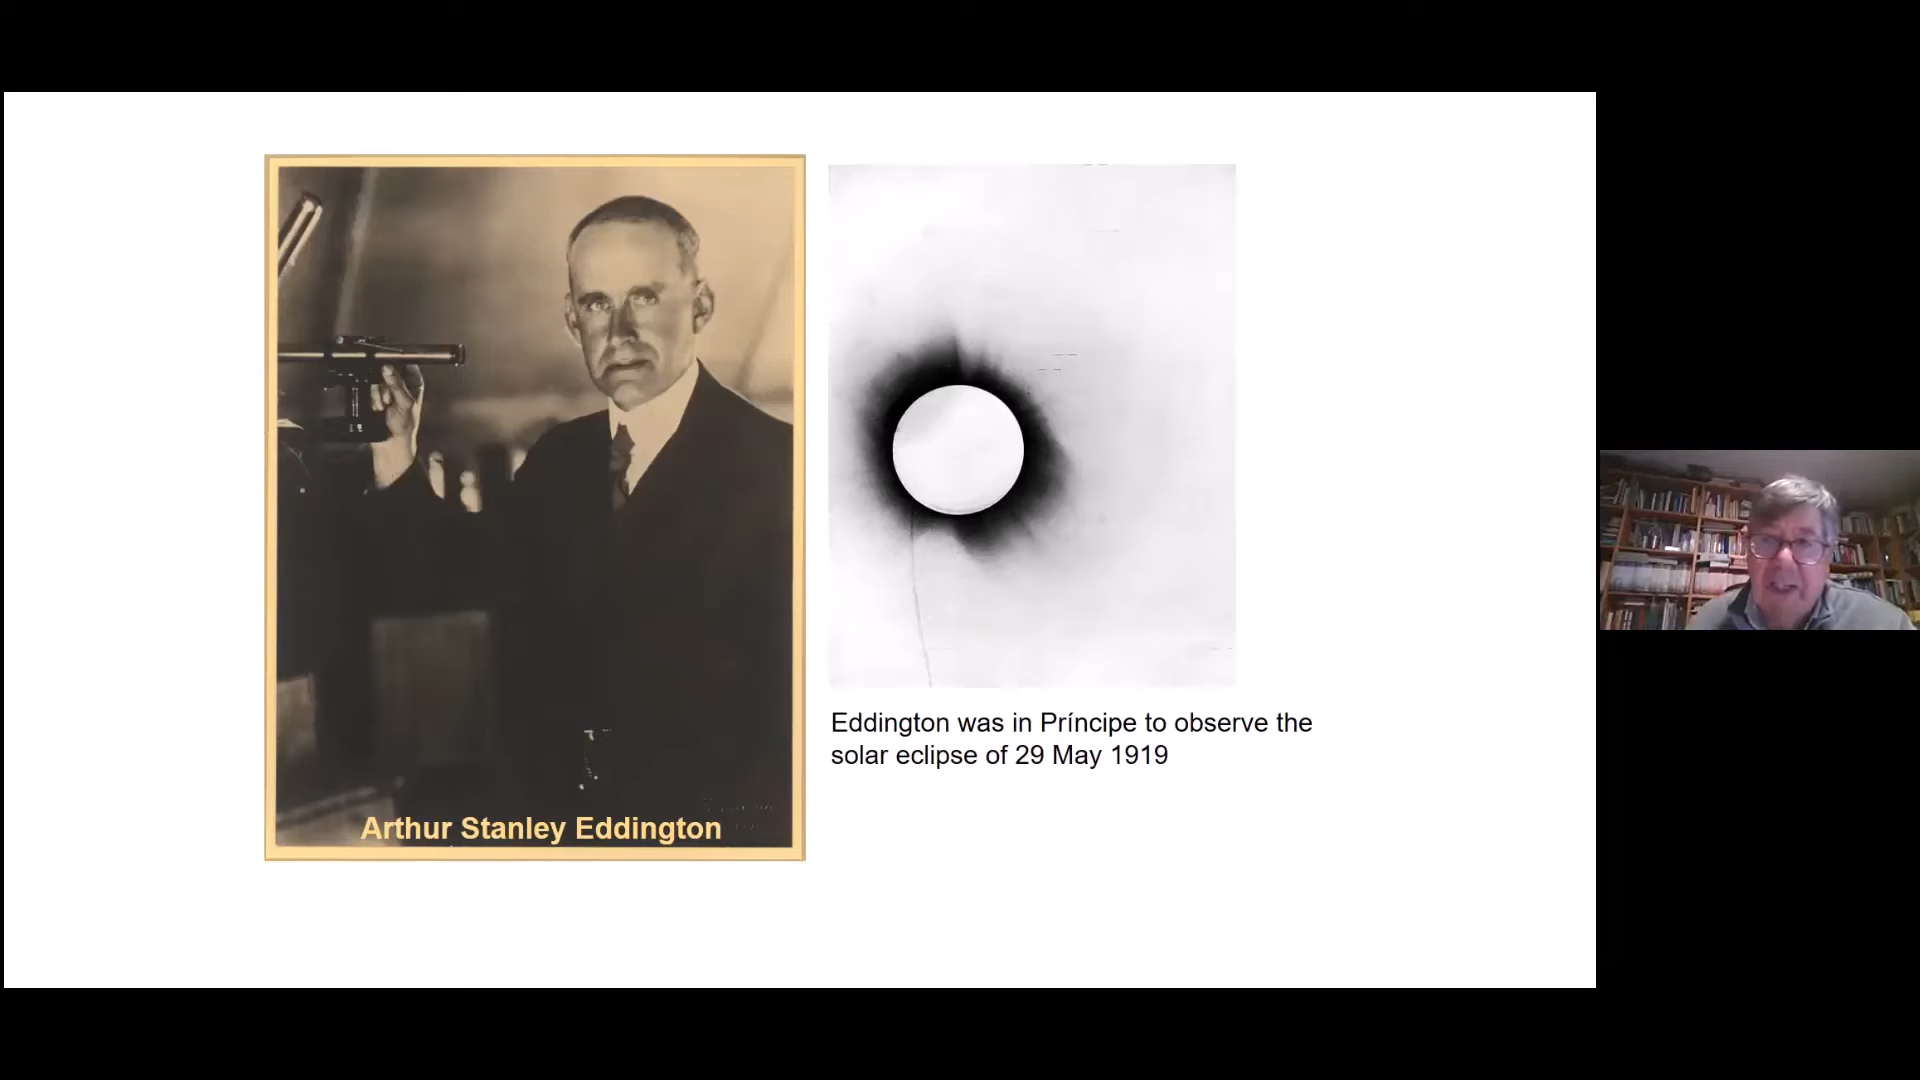 Arthur Stanley Eddington
Eddington was in Príncipe to observe the
solar eclipse of 29 May 1919